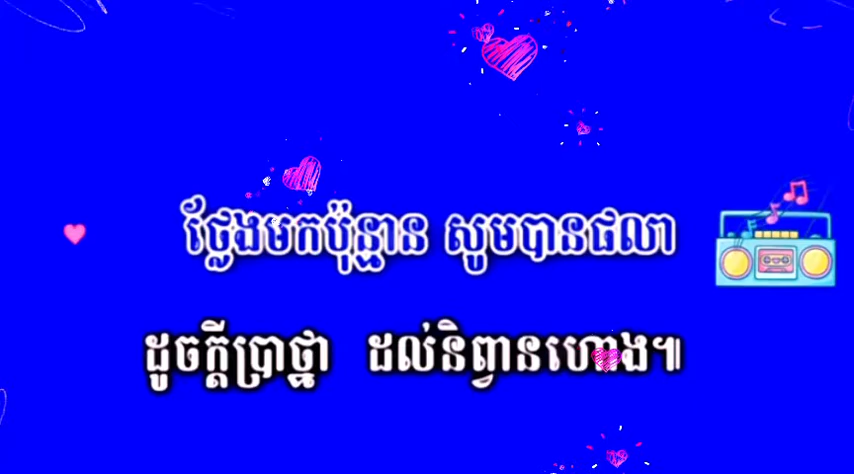 ថ្លែងមកប៉ុន្មាន សូមបានផលា
ដូចក្ដីប្រាថ្នា ដល់និព្វានហោង៕